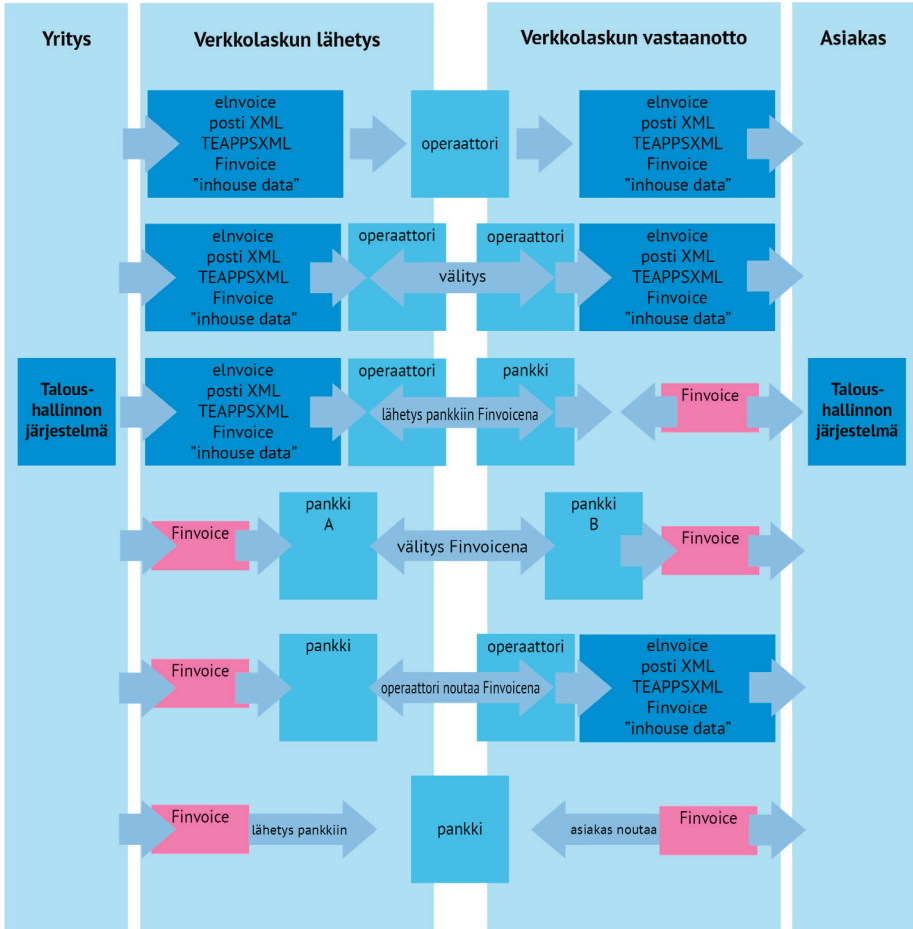 Yritys
Verkkolaskun lähetys
Verkkolaskun vastaanotto
Asiakas
eInvoice
posti XML
TEAPPSXML
Finvoice
"inhouse data"
operaattori
eInvoice
posti XML
TEAPPSXML
Finvoice
"inhouse data"
eInvoice
posti XML
TEAPPSXML
Finvoice
"inhouse data"
operaattori
välitys
operaattori
eInvoice
posti XML
TEAPPSXML
Finvoice
"inhouse data"
Talous-
hallinnon
järjestelmä
eInvoice
posti XML
TEAPPSXML
Finvoice
"inhouse data"
operaattori
lähetys pankkiin Finvoicena
pankki
Finvoice
Talous-
hallinnon
järjestelmä
Finvoice
pankki
A
välitys Finvoicena
pankki
B
Finvoice
Finvoice
pankki
operaattori noutaa Finvoicena
operaattori
eInvoice
posti XML
TEAPPSXML
Finvoice
"inhouse data"
Finvoice
lähetys pankkiin
pankki
asiakas noutaa
Finvoice